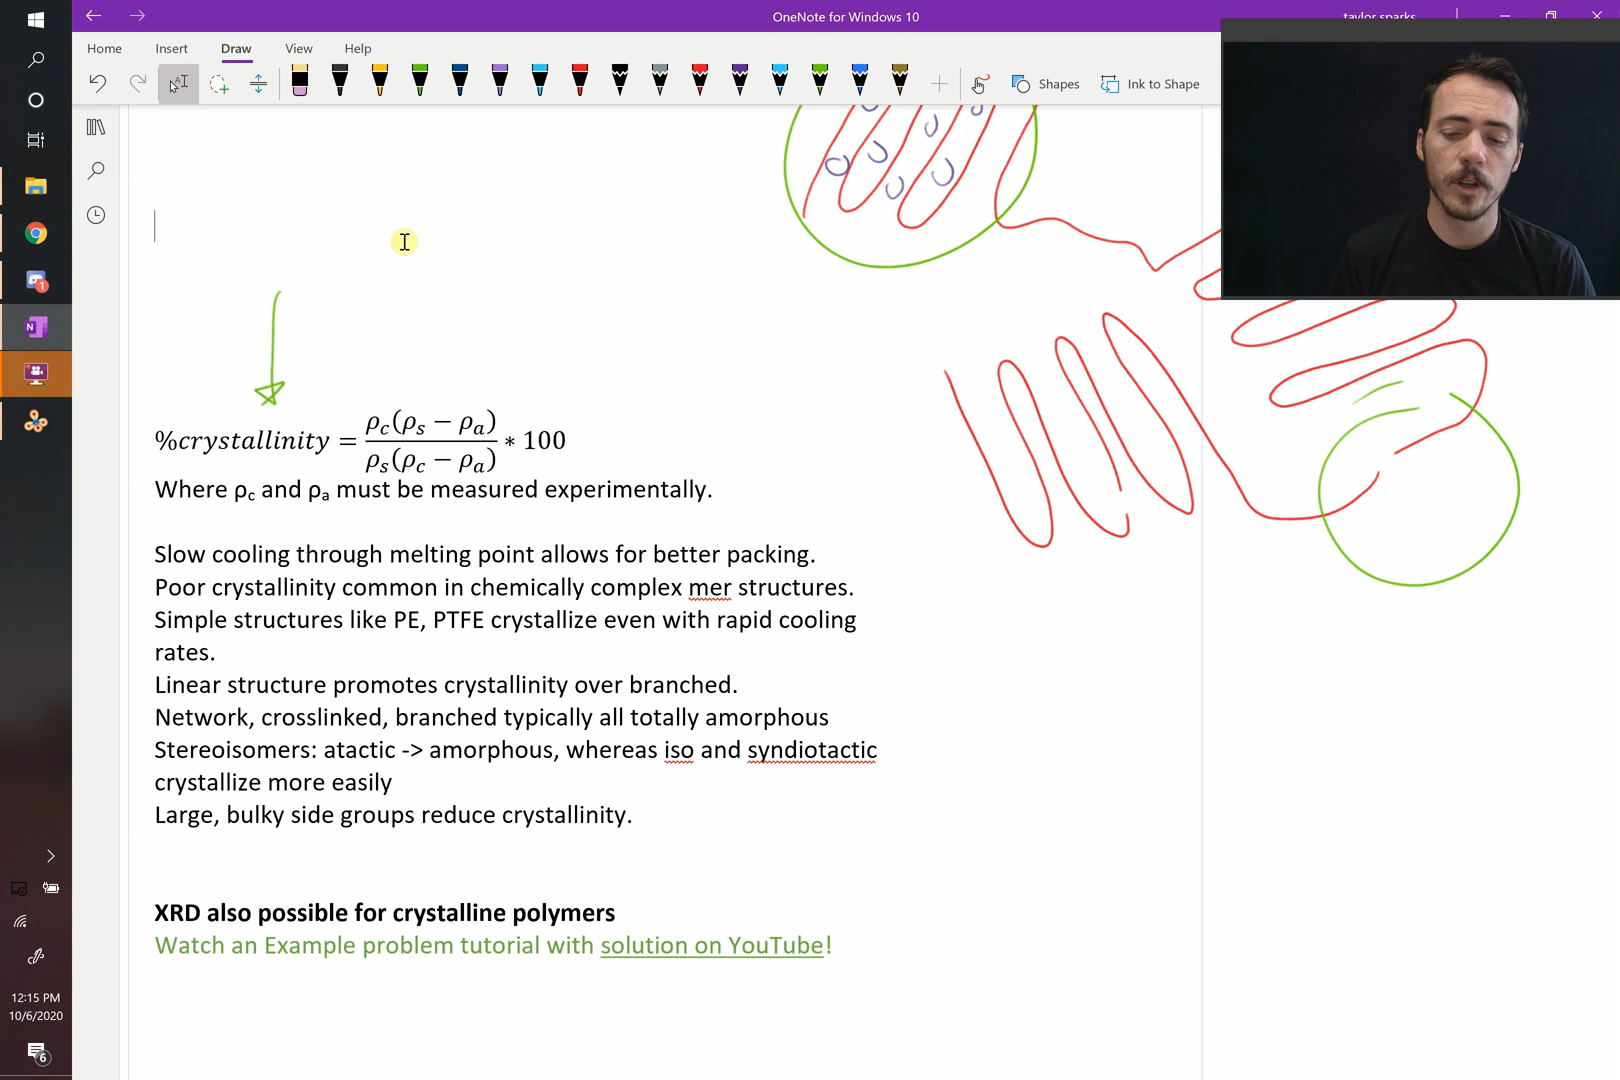 OneNote for Windows 10
taylor sparks
Home Insert Draw View Help
Shapes
Ink to Shape
%crystallinity = ρc(ρs − ρa) / ρs(ρc − ρa) * 100
Where ρc and ρa must be measured experimentally.
Slow cooling through melting point allows for better packing.
Poor crystallinity common in chemically complex mer structures.
Simple structures like PE, PTFE crystallize even with rapid cooling
rates.
Linear structure promotes crystallinity over branched.
Network, crosslinked, branched typically all totally amorphous
Stereoisomers: atactic -> amorphous, whereas iso and syndiotactic
crystallize more easily
Large, bulky side groups reduce crystallinity.
XRD also possible for crystalline polymers
Watch an Example problem tutorial with solution on YouTube!
12:15 PM
10/6/2020
6